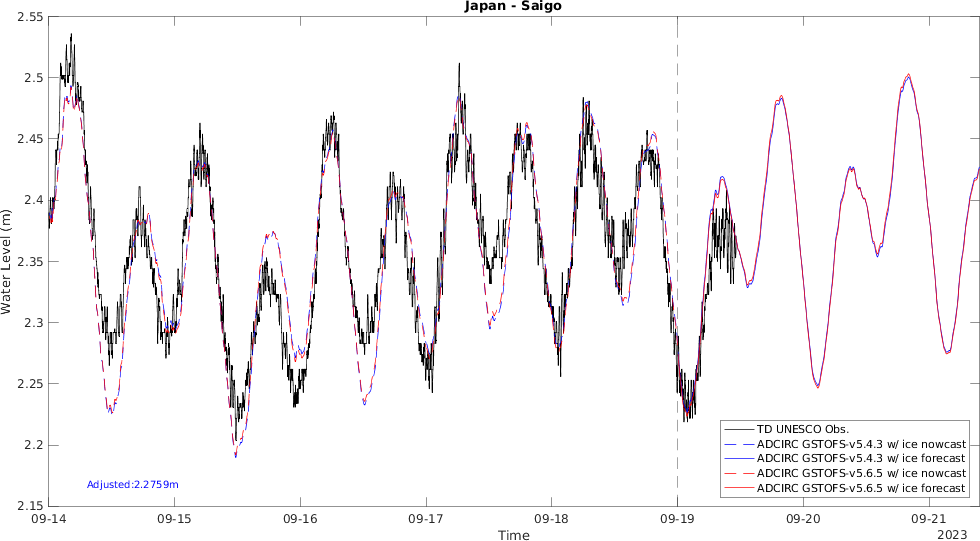 Japan - Saigo
2.55
2.5
2.45
2.4
2.35
2.3
2.25
2.2
2.15
Water Level (m)
Adjusted:2.2759m
TD UNESCO Obs.
ADCIRC GSTOFS-v5.4.3 w/ ice nowcast
ADCIRC GSTOFS-v5.4.3 w/ ice forecast
ADCIRC GSTOFS-v5.6.5 w/ ice nowcast
ADCIRC GSTOFS-v5.6.5 w/ ice forecast
09-14 09-15 09-16 09-17 09-18 09-19 09-20 09-21
Time
2023